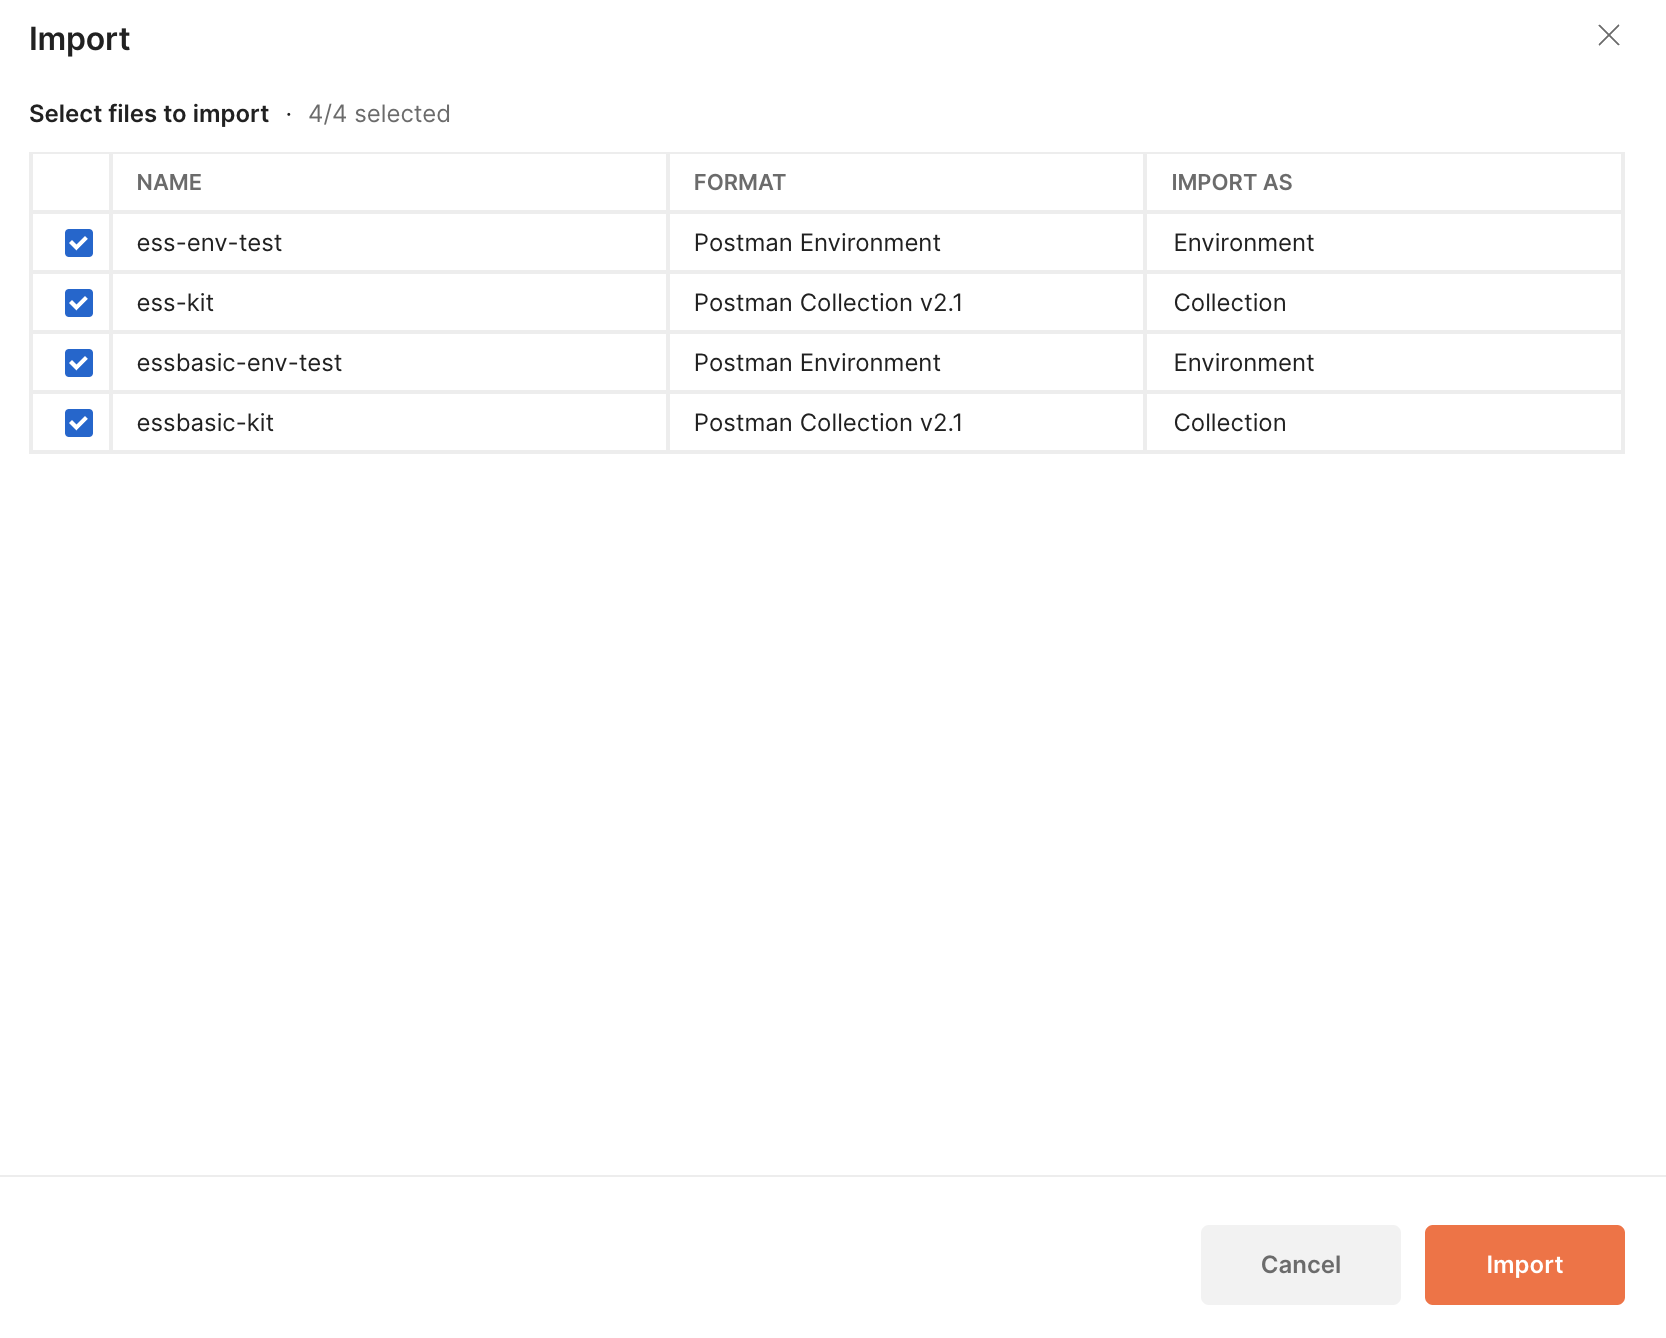 Import
Select files to import · 4/4 selected
NAME FORMAT IMPORT AS
ess-env-test Postman Environment Environment
ess-kit Postman Collection v2.1 Collection
essbasic-env-test Postman Environment Environment
essbasic-kit Postman Collection v2.1 Collection
Cancel Import